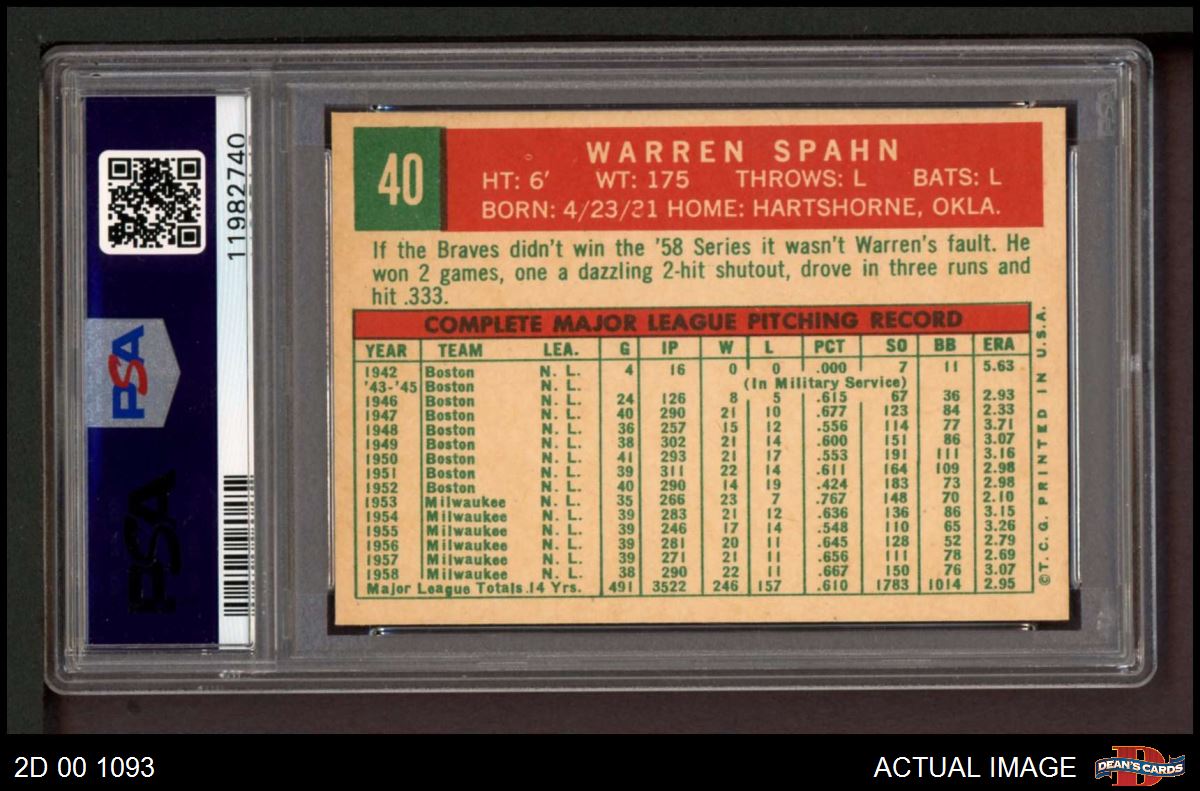 11982740
PSA
PSA
40
WARREN SPAHN
HT: 6' WT: 175 THROWS: L BATS: L
BORN: 4/23/21 HOME: HARTSHORNE, OKLA.
If the Braves didn't win the '58 Series it wasn't Warren's fault. He
won 2 games, one a dazzling 2-hit shutout, drove in three runs and
hit .333.
COMPLETE MAJOR LEAGUE PITCHING RECORD
YEAR TEAM LEA. G IP W L PCT SO BB ERA
1942 Boston N. L. 4 16 0 0 .000 7 11 5.63
'43-'45 Boston N. L. (In Military Service)
1946 Boston N. L. 24 126 8 5 .615 67 36 2.93
1947 Boston N. L. 40 290 21 10 .677 123 84 2.33
1948 Boston N. L. 36 257 15 12 .556 114 77 3.71
1949 Boston N. L. 38 302 21 14 .600 151 86 3.07
1950 Boston N. L. 41 293 21 17 .553 191 111 3.16
1951 Boston N. L. 39 311 22 14 .611 164 109 2.98
1952 Boston N. L. 40 290 14 19 .424 183 73 2.98
1953 Milwaukee N. L. 35 266 23 7 .767 148 70 2.10
1954 Milwaukee N. L. 39 283 21 12 .636 136 86 3.15
1955 Milwaukee N. L. 39 246 17 14 .548 110 65 3.26
1956 Milwaukee N. L. 39 281 20 11 .645 128 52 2.79
1957 Milwaukee N. L. 39 271 21 11 .656 111 78 2.69
1958 Milwaukee N. L. 38 290 22 11 .667 150 76 3.07
Major League Totals 14 Yrs. 491 3522 246 157 .610 1783 1014 2.95
©T. C. G. PRINTED IN U.S.A.
2D 00 1093
ACTUAL IMAGE
DEAN'S CARDS